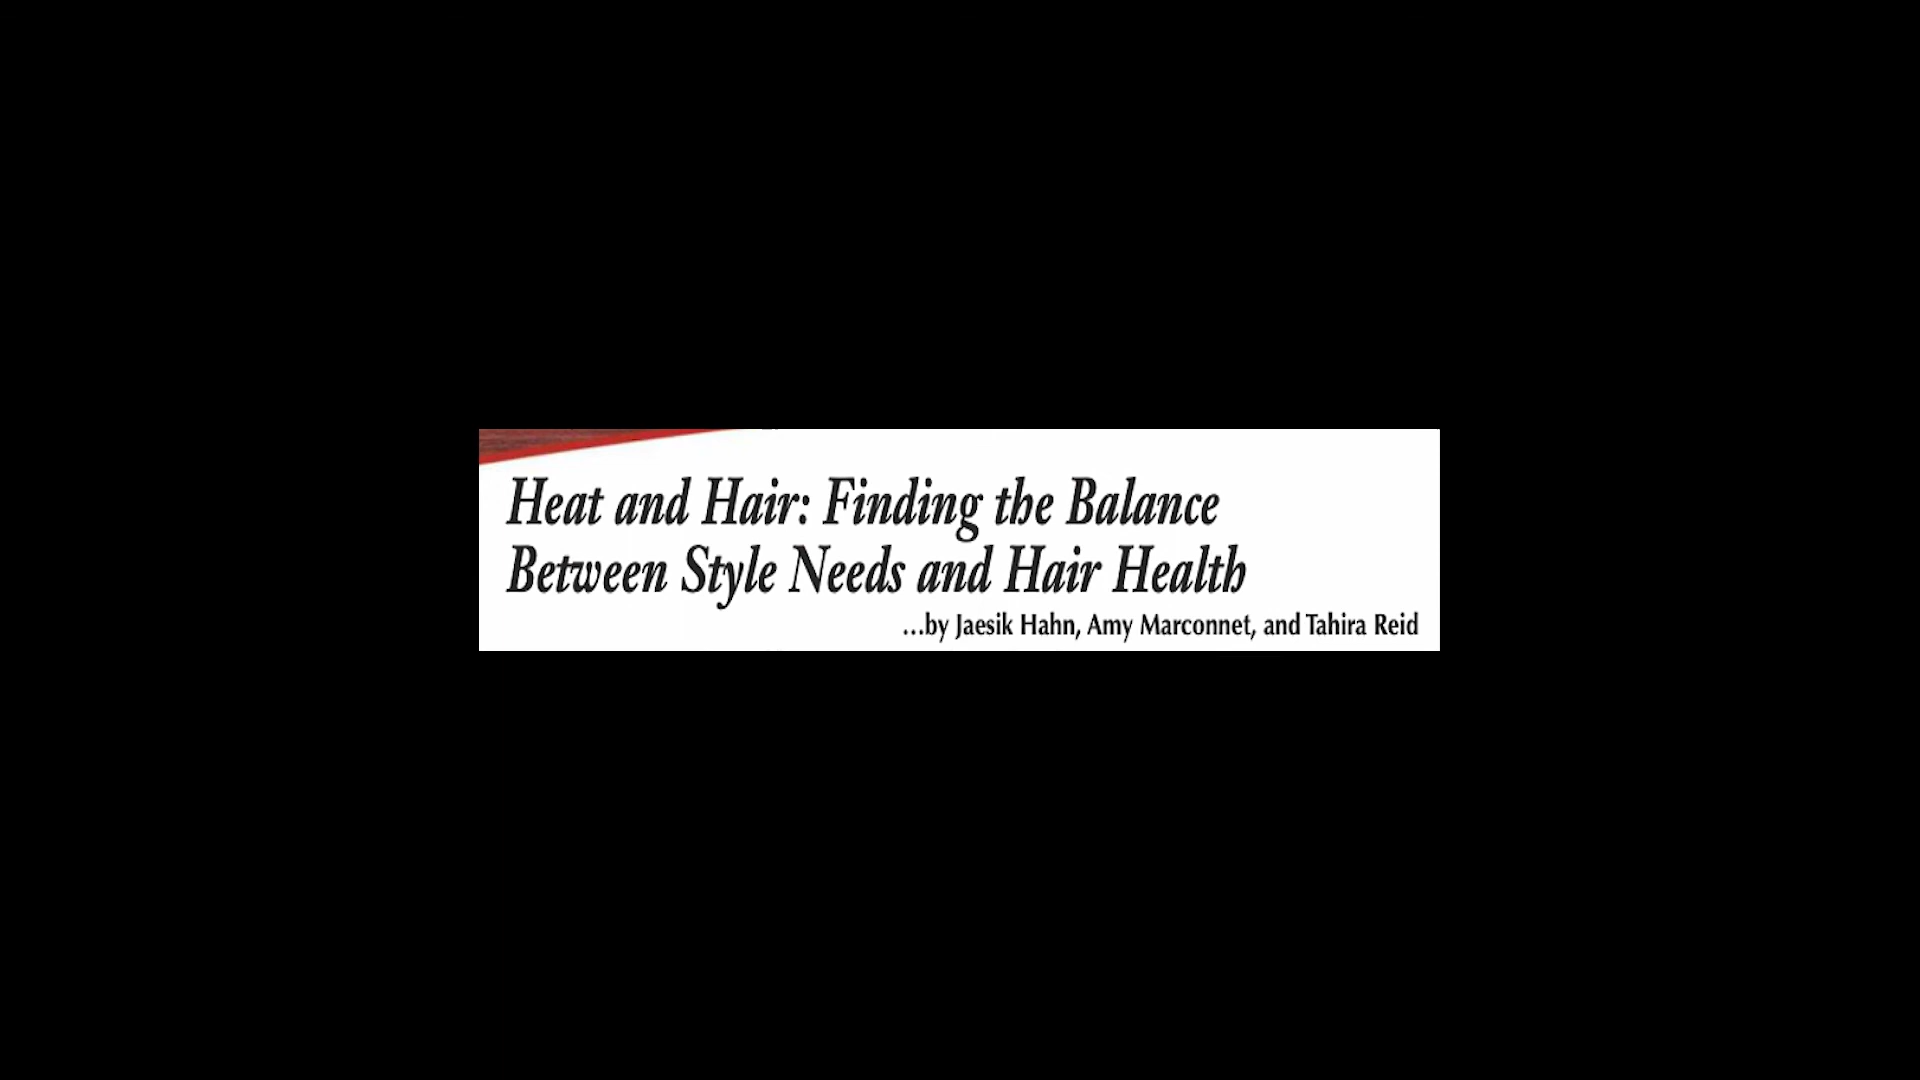 Heat and Hair: Finding the Balance
Between Style Needs and Hair Health
...by Jaesik Hahn, Amy Marconnet, and Tahira Reid